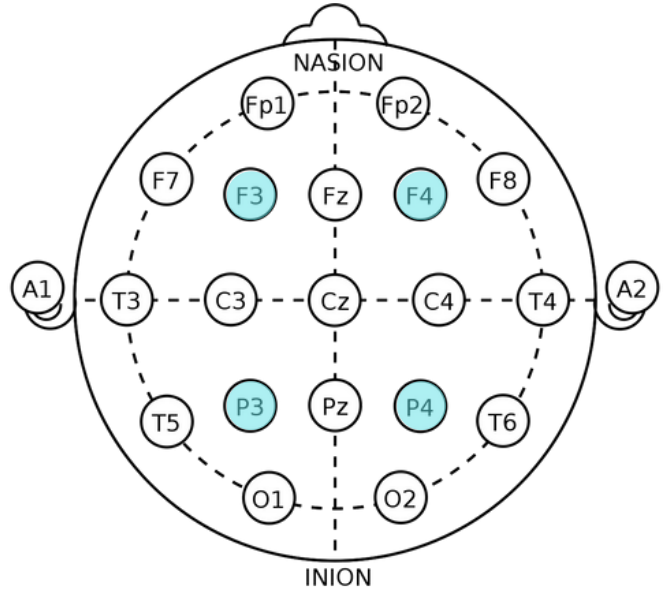 NASION
Fp1 Fp2
F7 F3 Fz F4 F8
A1 T3 C3 Cz C4 T4 A2
T5 P3 Pz P4 T6
O1 O2
INION